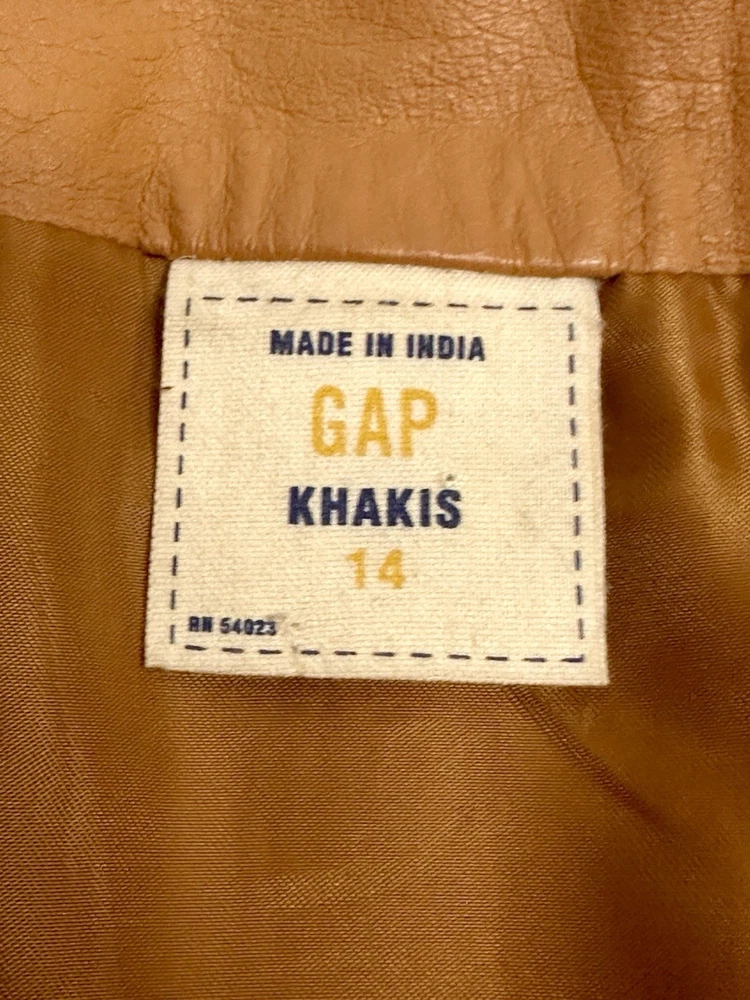 MADE IN INDIA
GAP
KHAKIS
14
RN 54023